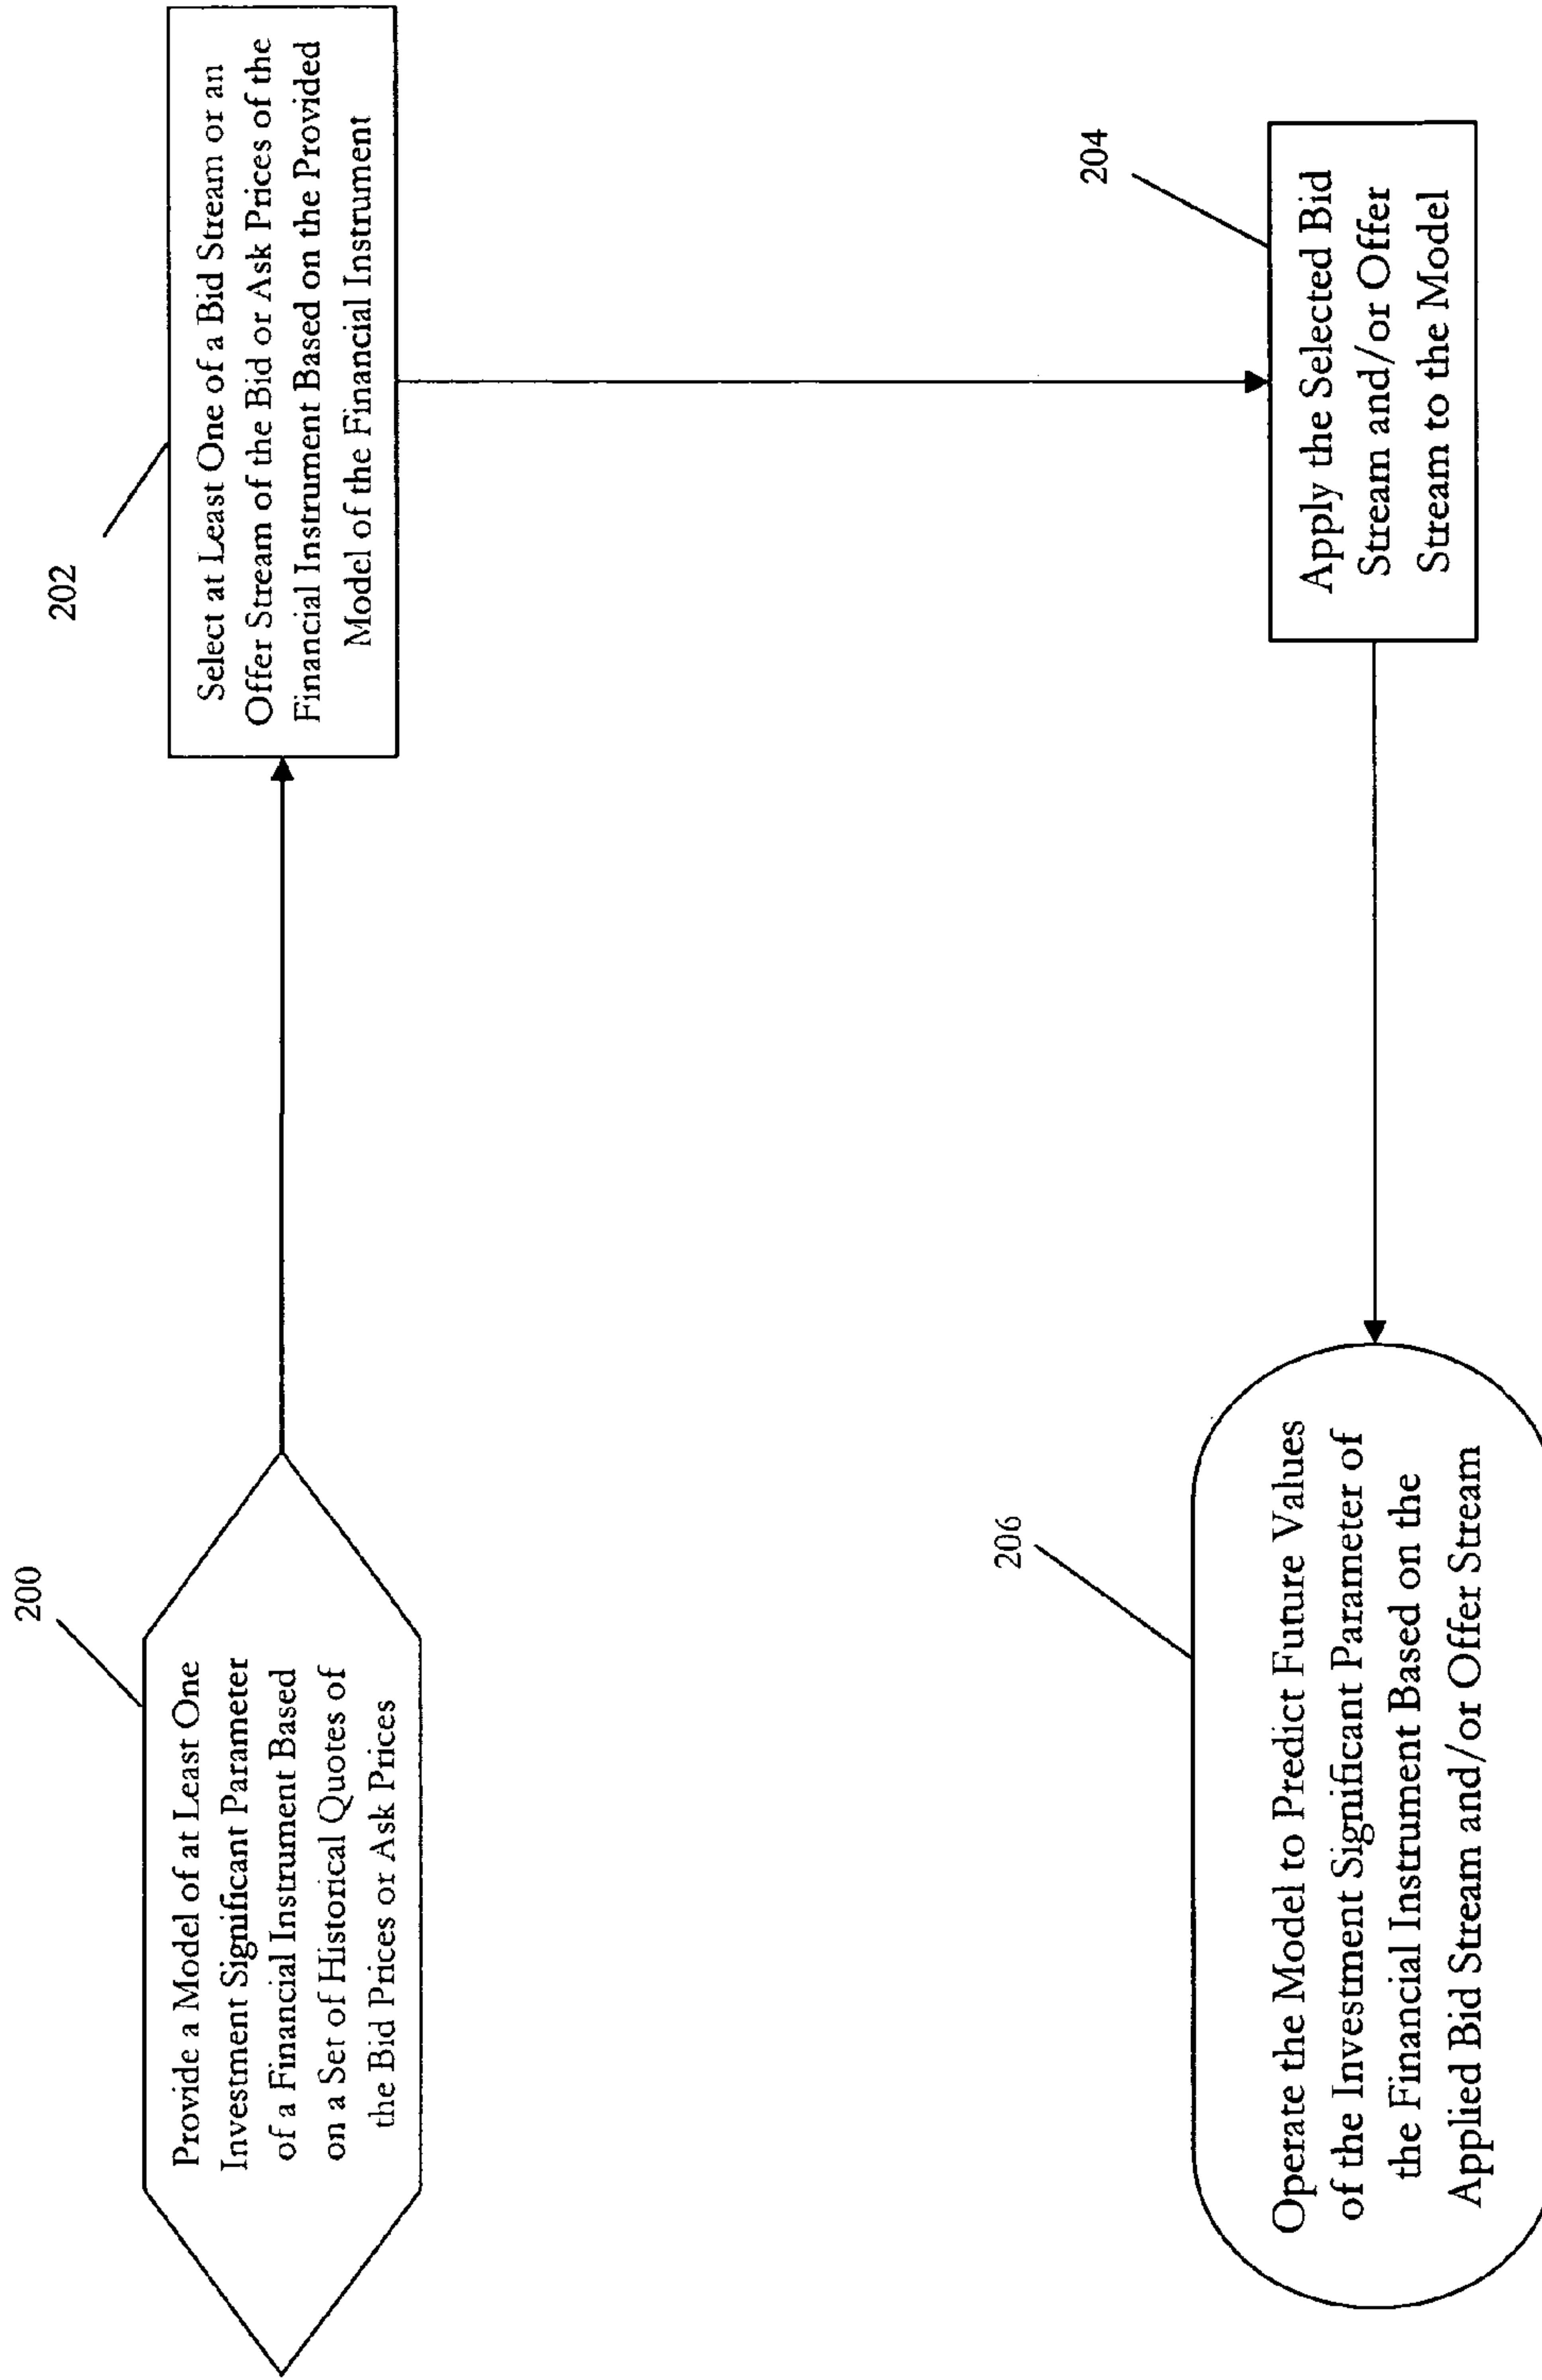 200
Provide a Model of at Least One
Investment Significant Parameter
of a Financial Instrument Based
on a Set of Historical Quotes of
the Bid Prices or Ask Prices
202
Select at Least One of a Bid Stream or an
Offer Stream of the Bid or Ask Prices of the
Financial Instrument Based on the Provided
Model of the Financial Instrument
204
Apply the Selected Bid
Stream and/or Offer
Stream to the Model
206
Operate the Model to Predict Future Values
of the Investment Significant Parameter of
the Financial Instrument Based on the
Applied Bid Stream and/or Offer Stream